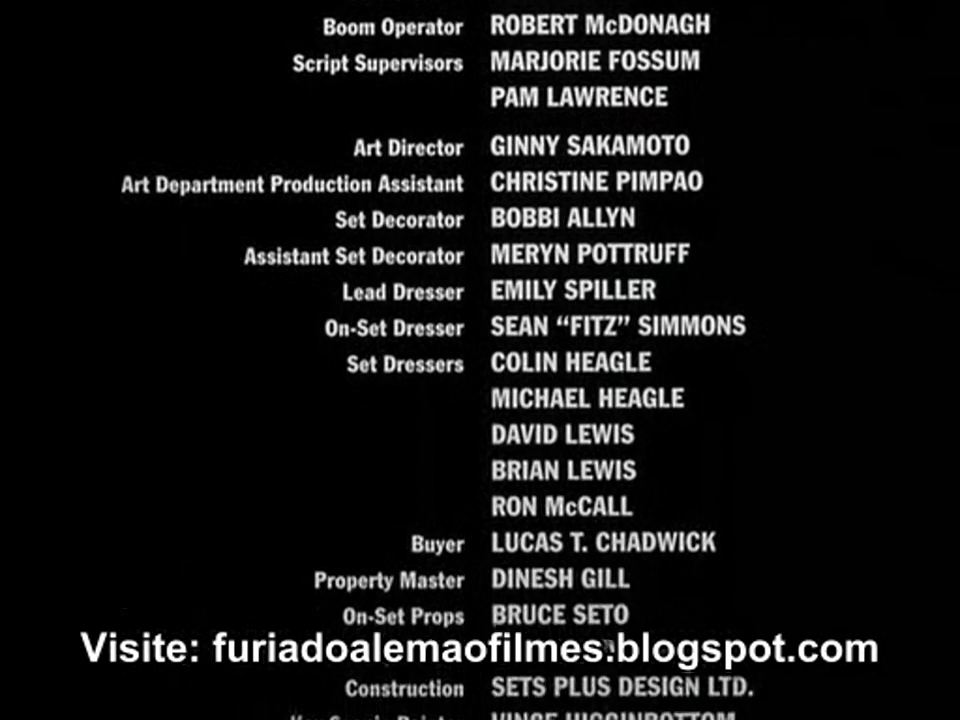 Boom Operator ROBERT McDONAGH
Script Supervisors MARJORIE FOSSUM
PAM LAWRENCE
Art Director GINNY SAKAMOTO
Art Department Production Assistant CHRISTINE PIMPAO
Set Decorator BOBBI ALLYN
Assistant Set Decorator MERYN POTTRUFF
Lead Dresser EMILY SPILLER
On-Set Dresser SEAN “FITZ” SIMMONS
Set Dressers COLIN HEAGLE
MICHAEL HEAGLE
DAVID LEWIS
BRIAN LEWIS
RON McCALL
Buyer LUCAS T. CHADWICK
Property Master DINESH GILL
On-Set Props BRUCE SETO
Visite: furiadoalemaofilmes.blogspot.com
Construction SETS PLUS DESIGN LTD.
VINCE HIGGINBOTTOM